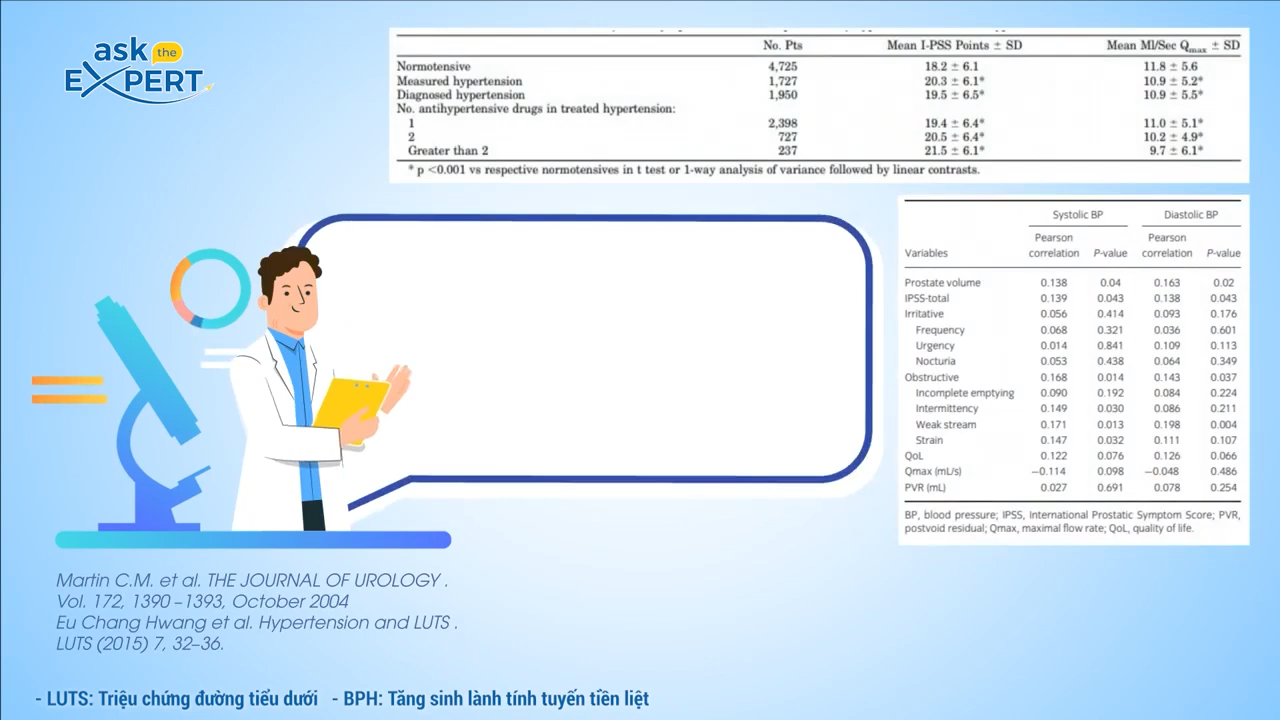 ask the
EXPERT
No. Pts Mean I-PSS Points ± SD Mean Ml/Sec Qmax ± SD
Normotensive 4,725 18.2 ± 6.1 11.8 ± 5.6
Measured hypertension 1,727 20.3 ± 6.1* 10.9 ± 5.2*
Diagnosed hypertension 1,950 19.5 ± 6.5* 10.9 ± 5.5*
No. antihypertensive drugs in treated hypertension:
1 2,398 19.4 ± 6.4* 11.0 ± 5.1*
2 727 20.5 ± 6.4* 10.2 ± 4.9*
Greater than 2 237 21.5 ± 6.1* 9.7 ± 6.1*
* p <0.001 vs respective normotensives in t test or 1-way analysis of variance followed by linear contrasts.
Systolic BP Diastolic BP
Pearson Pearson
Variables correlation P-value correlation P-value
Prostate volume 0.138 0.04 0.163 0.02
IPSS-total 0.139 0.043 0.138 0.043
Irritative 0.056 0.414 0.093 0.176
Frequency 0.068 0.321 0.036 0.601
Urgency 0.014 0.841 0.109 0.113
Nocturia 0.053 0.438 0.064 0.349
Obstructive 0.168 0.014 0.143 0.037
Incomplete emptying 0.090 0.192 0.084 0.224
Intermittency 0.149 0.030 0.086 0.211
Weak stream 0.171 0.013 0.198 0.004
Strain 0.147 0.032 0.111 0.107
QoL 0.122 0.076 0.126 0.066
Qmax (mL/s) −0.114 0.098 −0.048 0.486
PVR (mL) 0.027 0.691 0.078 0.254
BP, blood pressure; IPSS, International Prostatic Symptom Score; PVR,
postvoid residual; Qmax, maximal flow rate; QoL, quality of life.
Martin C.M. et al. THE JOURNAL OF UROLOGY .
Vol. 172, 1390 –1393, October 2004
Eu Chang Hwang et al. Hypertension and LUTS .
LUTS (2015) 7, 32–36.
- LUTS: Triệu chứng đường tiểu dưới - BPH: Tăng sinh lành tính tuyến tiền liệt